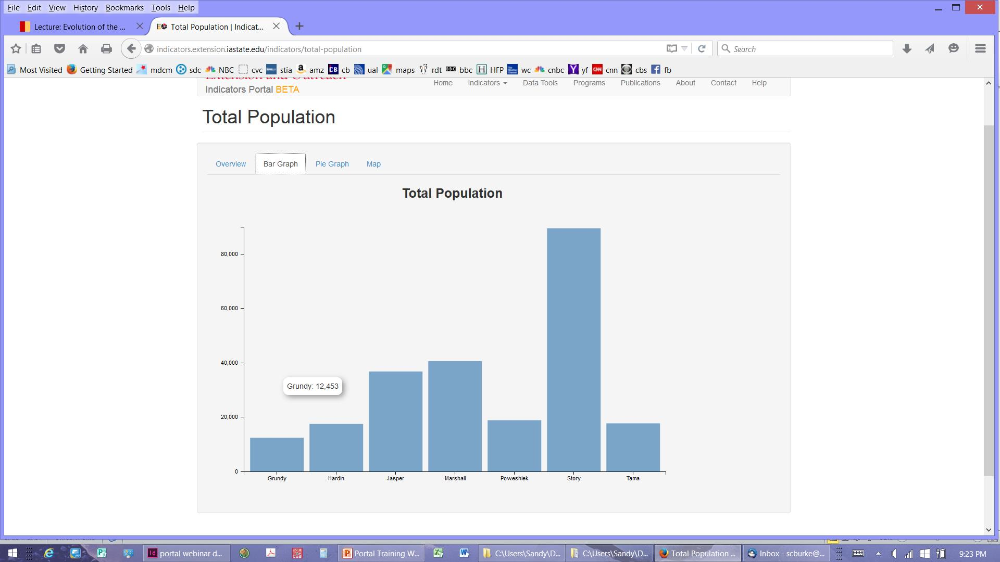 File Edit View History Bookmarks Tools Help
Lecture: Evolution of the ... Total Population | Indicat...
indicators.extension.iastate.edu/indicators/total-population Search
Most Visited Getting Started mdcm sdc NBC cvc stia amz cb ual maps rdt bbc HFP wc cnbc yf cnn cbs fb
Extension and Outreach
Home Indicators Data Tools Programs Publications About Contact Help
Indicators Portal BETA
Total Population
Overview Bar Graph Pie Graph Map
Total Population
80,000
60,000
40,000
Grundy: 12,453
20,000
0
Grundy Hardin Jasper Marshall Poweshiek Story Tama
portal webinar d... Portal Training W... C:\Users\Sandy\D... C:\Users\Sandy\D... Total Population ... Inbox - scburke@... 9:23 PM